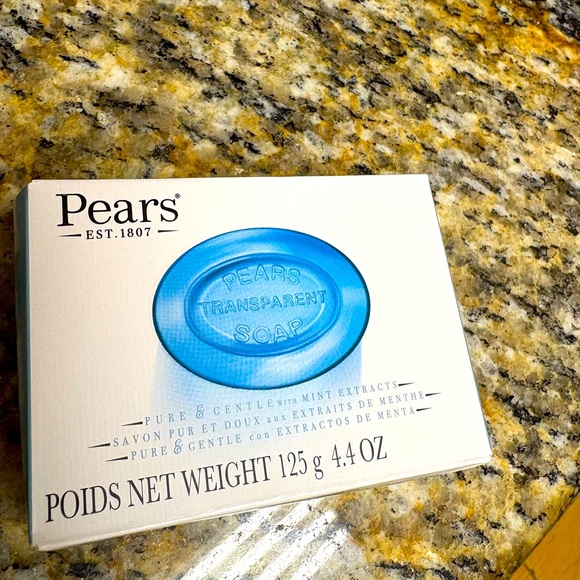 Pears®
EST. 1807
PEARS
TRANSPARENT
SOAP
PURE & GENTLE with MINT EXTRACTS
SAVON PUR ET DOUX aux EXTRAITS DE MENTHE
PURE & GENTLE con EXTRACTOS DE MENTA
POIDS NET WEIGHT 125 g 4.4 OZ